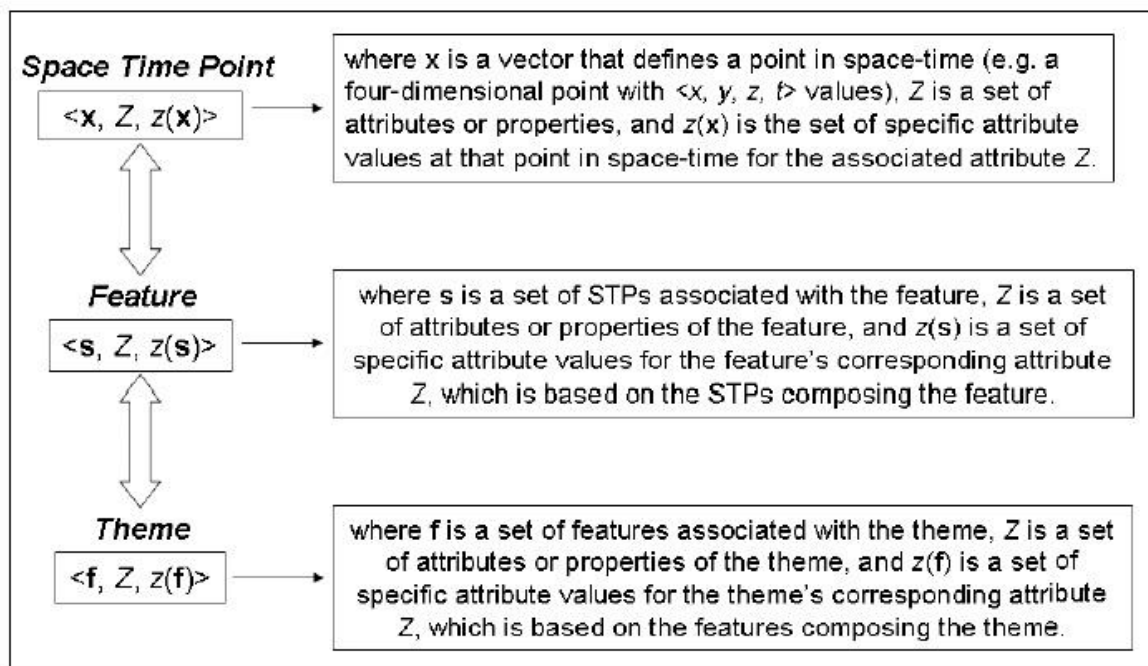 Space Time Point
<x, Z, z(x)>
where x is a vector that defines a point in space-time (e.g. a
four-dimensional point with <x, y, z, t> values), Z is a set of
attributes or properties, and z(x) is the set of specific attribute
values at that point in space-time for the associated attribute Z.
Feature
<s, Z, z(s)>
where s is a set of STPs associated with the feature, Z is a set
of attributes or properties of the feature, and z(s) is a set of
specific attribute values for the feature's corresponding attribute
Z, which is based on the STPs composing the feature.
Theme
<f, Z, z(f)>
where f is a set of features associated with the theme, Z is a set
of attributes or properties of the theme, and z(f) is a set of
specific attribute values for the theme's corresponding attribute
Z, which is based on the features composing the theme.